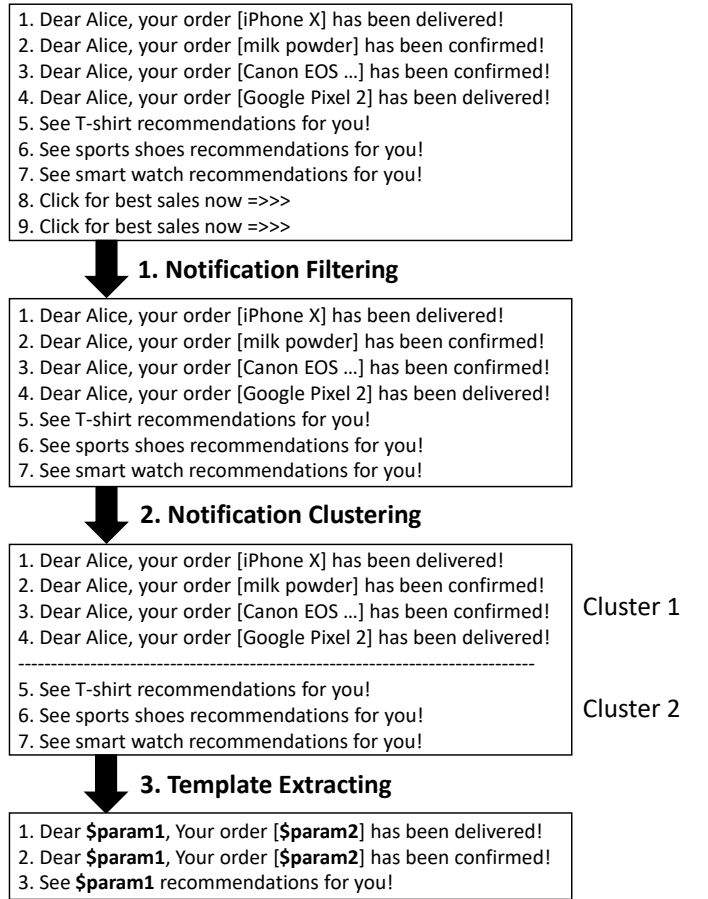 1. Dear Alice, your order [iPhone X] has been delivered!
2. Dear Alice, your order [milk powder] has been confirmed!
3. Dear Alice, your order [Canon EOS ...] has been confirmed!
4. Dear Alice, your order [Google Pixel 2] has been delivered!
5. See T-shirt recommendations for you!
6. See sports shoes recommendations for you!
7. See smart watch recommendations for you!
8. Click for best sales now =>>>
9. Click for best sales now =>>>
1. Notification Filtering
1. Dear Alice, your order [iPhone X] has been delivered!
2. Dear Alice, your order [milk powder] has been confirmed!
3. Dear Alice, your order [Canon EOS ...] has been confirmed!
4. Dear Alice, your order [Google Pixel 2] has been delivered!
5. See T-shirt recommendations for you!
6. See sports shoes recommendations for you!
7. See smart watch recommendations for you!
2. Notification Clustering
1. Dear Alice, your order [iPhone X] has been delivered!
2. Dear Alice, your order [milk powder] has been confirmed!
3. Dear Alice, your order [Canon EOS ...] has been confirmed!
4. Dear Alice, your order [Google Pixel 2] has been delivered!
Cluster 1
-------------------------------------------------------------------------------
5. See T-shirt recommendations for you!
6. See sports shoes recommendations for you!
7. See smart watch recommendations for you!
Cluster 2
3. Template Extracting
1. Dear $param1, Your order [$param2] has been delivered!
2. Dear $param1, Your order [$param2] has been confirmed!
3. See $param1 recommendations for you!